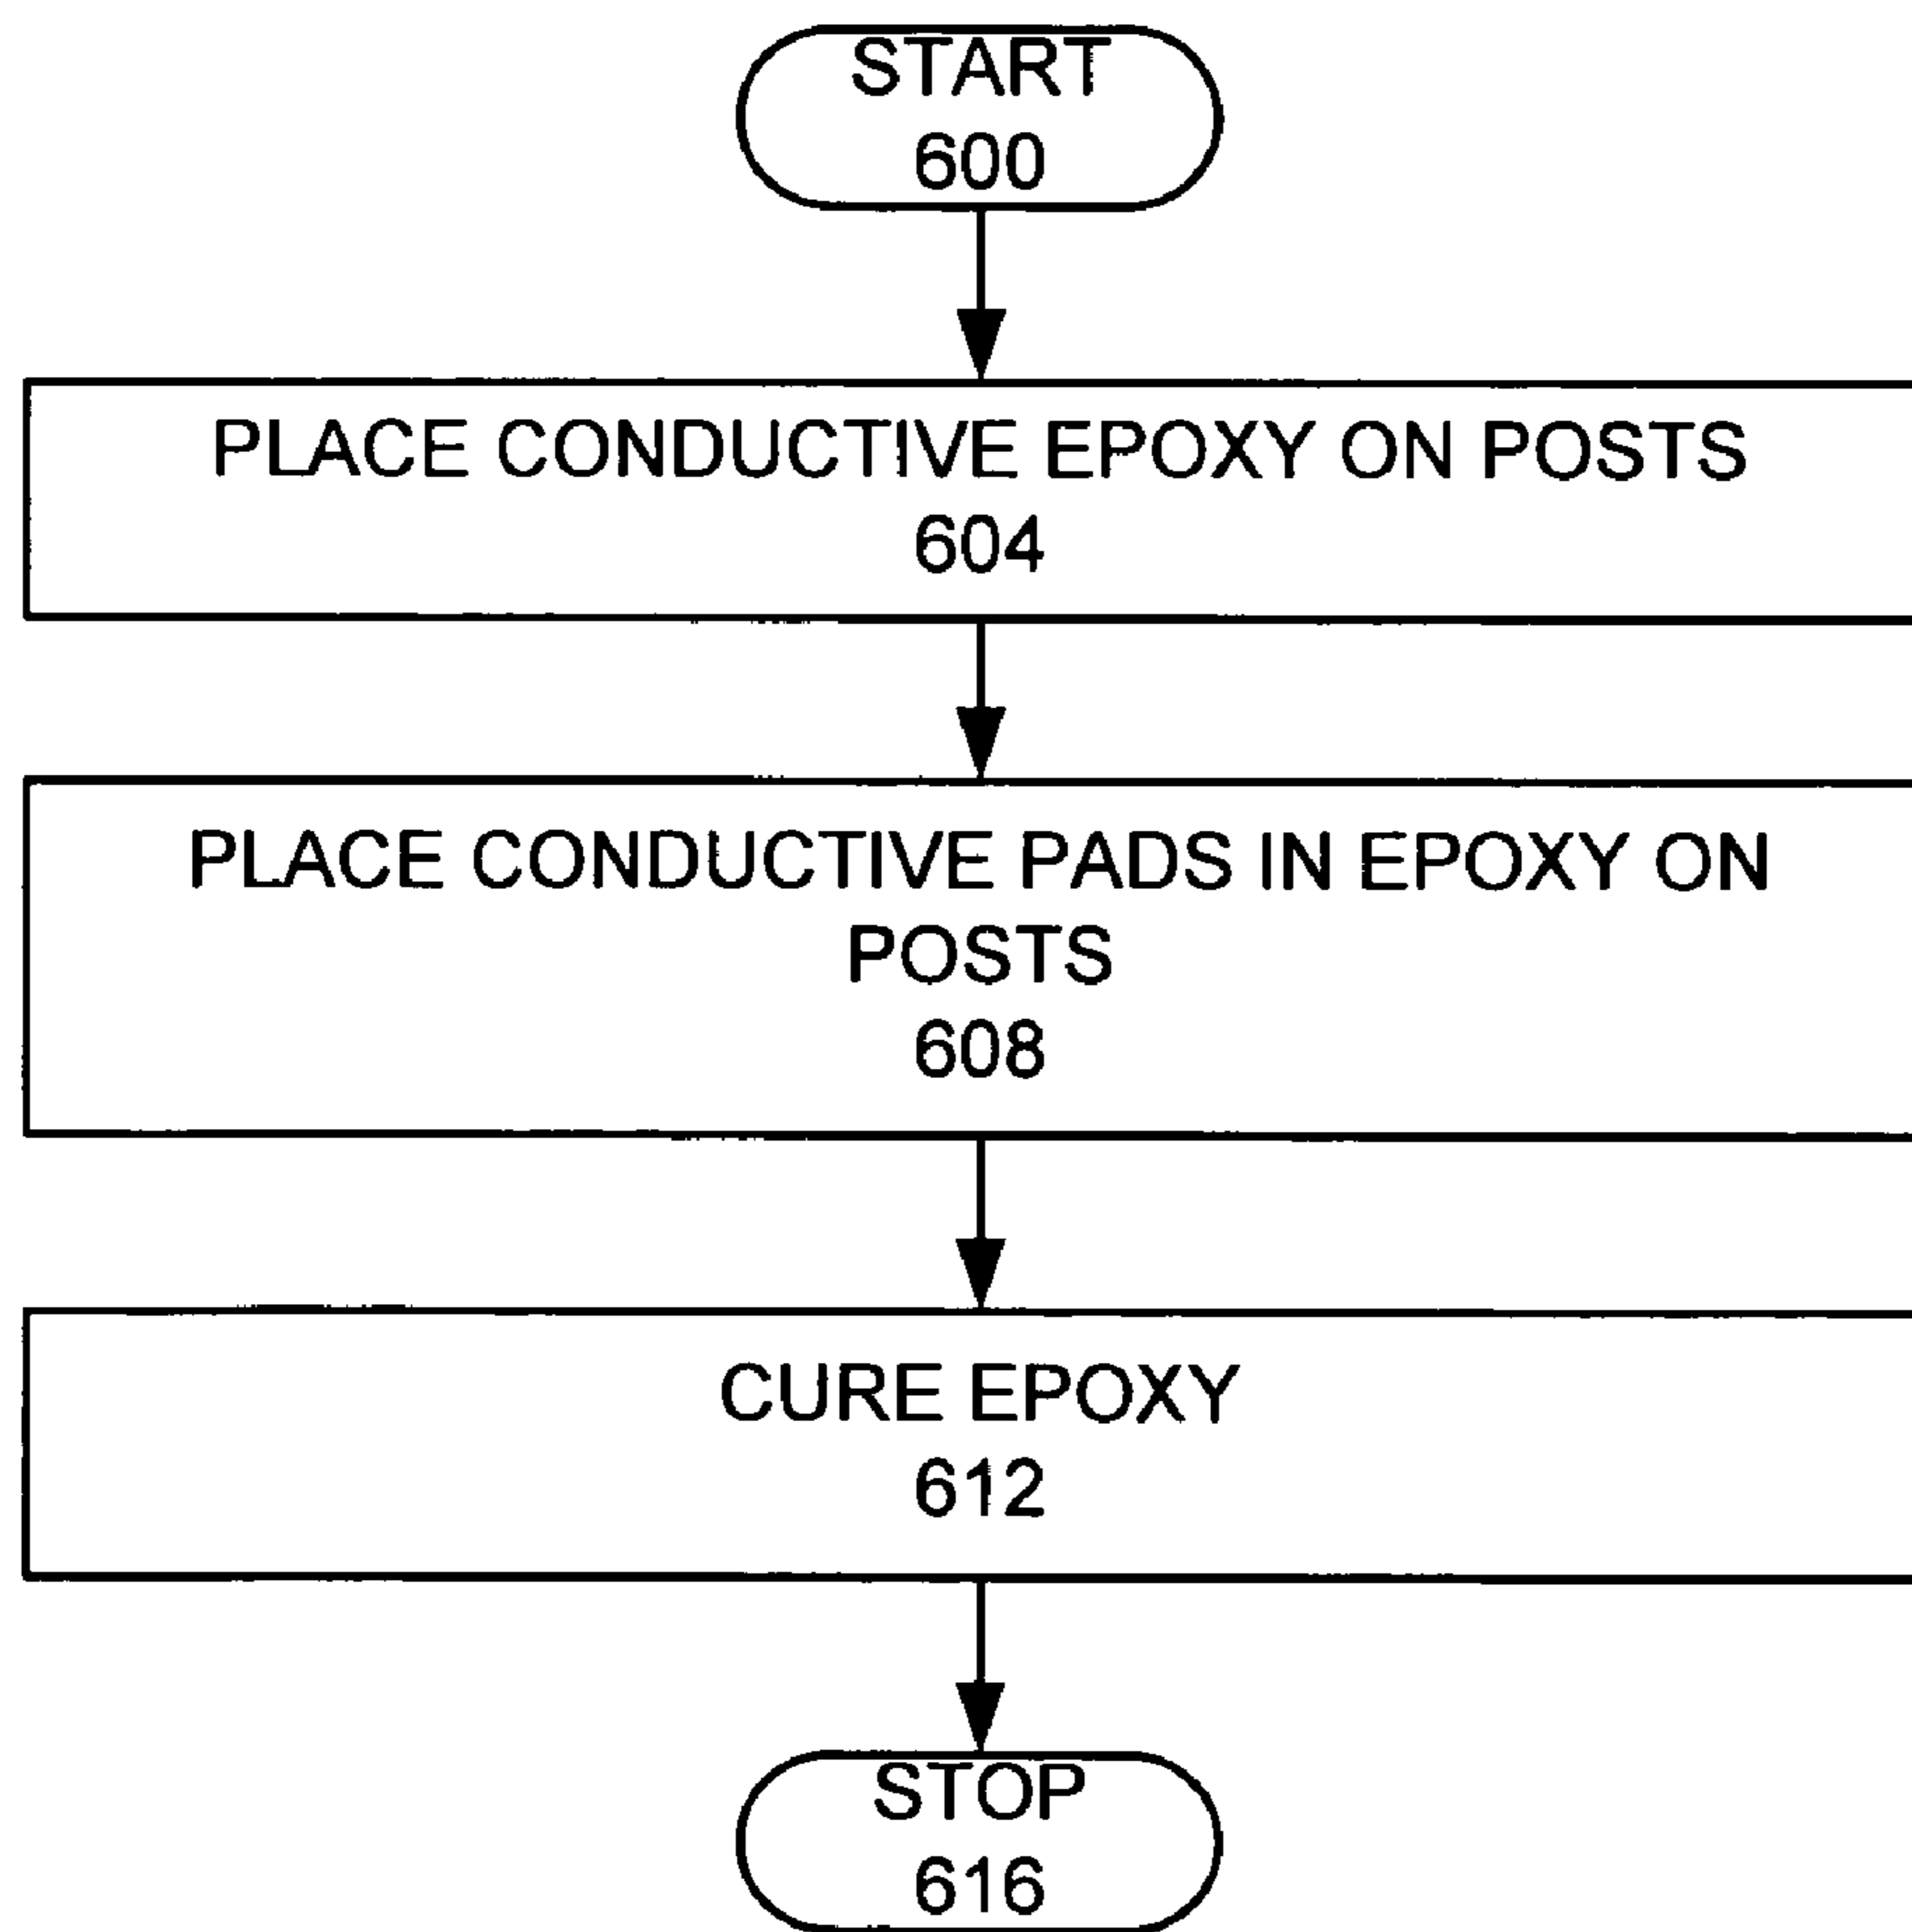 START
600
PLACE CONDUCTIVE EPOXY ON POSTS
604
PLACE CONDUCTIVE PADS IN EPOXY ON
POSTS
608
CURE EPOXY
612
STOP
616